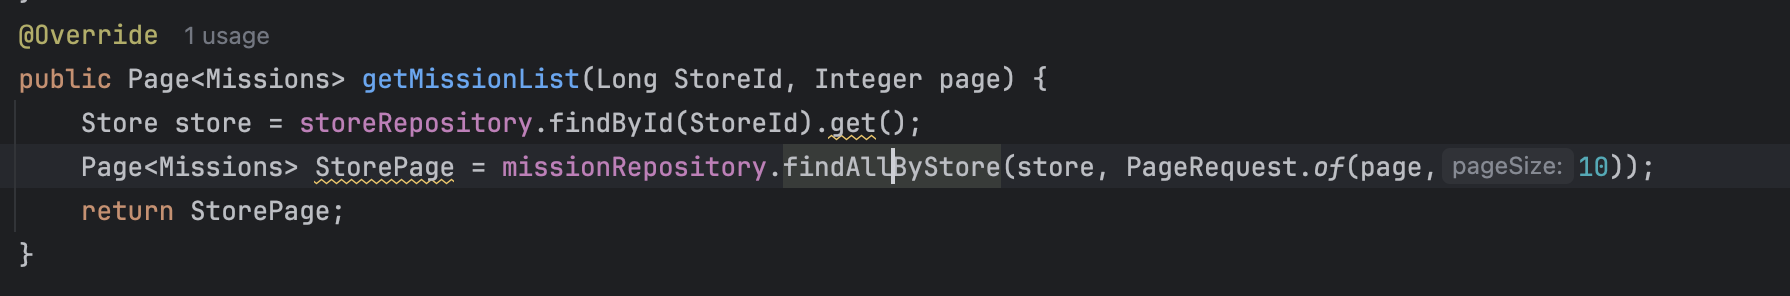 @Override 1 usage
public Page<Missions> getMissionList(Long StoreId, Integer page) {
Store store = storeRepository.findById(StoreId).get();
Page<Missions> StorePage = missionRepository.findAllByStore(store, PageRequest.of(page, pageSize: 10));
return StorePage;
}